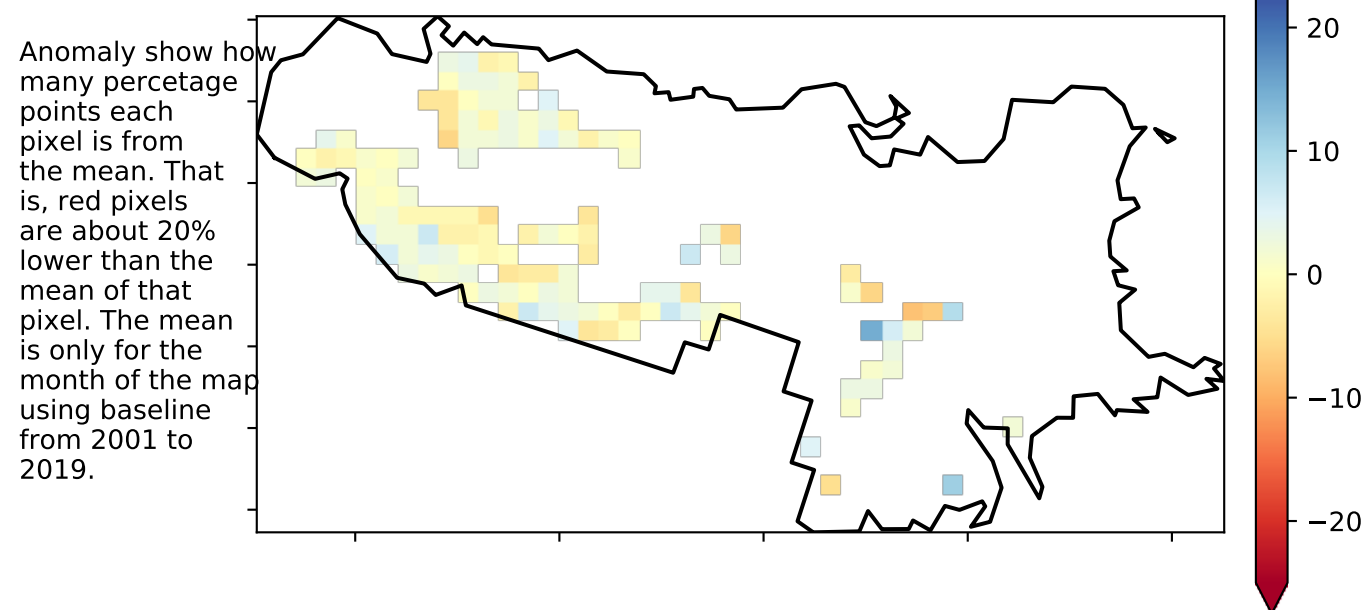 Anomaly show how
many percetage
points each
pixel is from
the mean. That
is, red pixels
are about 20%
lower than the
mean of that
pixel. The mean
is only for the
month of the map
using baseline
from 2001 to
2019.
20
10
0
−10
−20